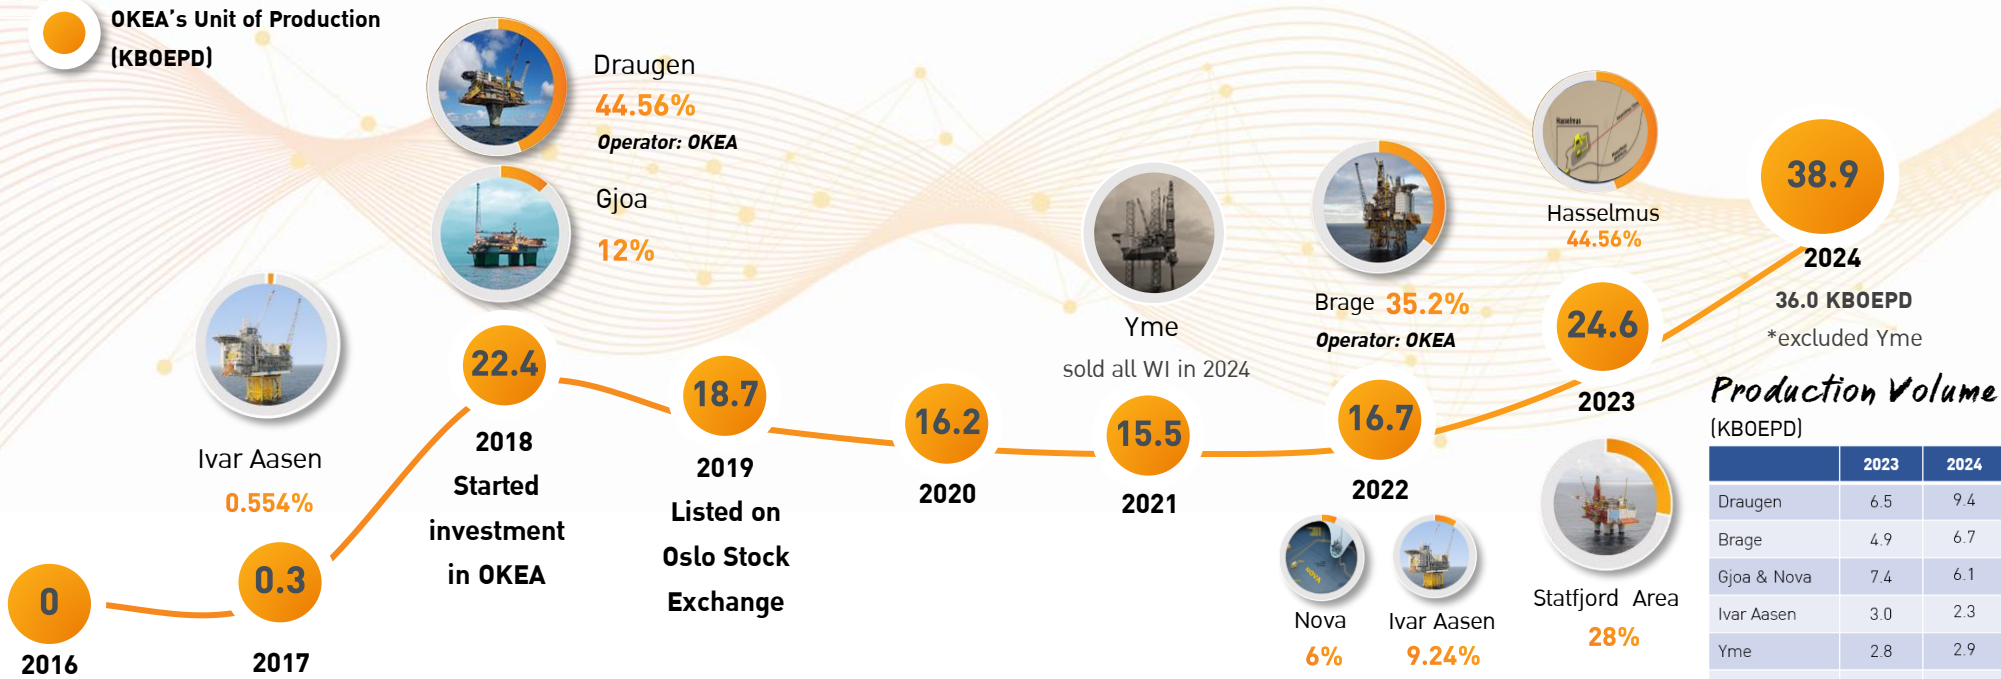 OKEA's Unit of Production
(KBOEPD)
Draugen
44.56%
Operator: OKEA
Gjoa
12%
Ivar Aasen
0.554%
Yme
sold all WI in 2024
Brage 35.2%
Operator: OKEA
Hasselmus
Hasselmus
44.56%
0
2016
0.3
2017
22.4
2018
Started
investment
in OKEA
18.7
2019
Listed on
Oslo Stock
Exchange
16.2
2020
15.5
2021
16.7
2022
NOVA
Nova
6%
Ivar Aasen
9.24%
24.6
2023
Statfjord Area
28%
38.9
2024
36.0 KBOEPD
*excluded Yme
Production Volume
(KBOEPD)
2023 2024
Draugen 6.5 9.4
Brage 4.9 6.7
Gjoa & Nova 7.4 6.1
Ivar Aasen 3.0 2.3
Yme 2.8 2.9